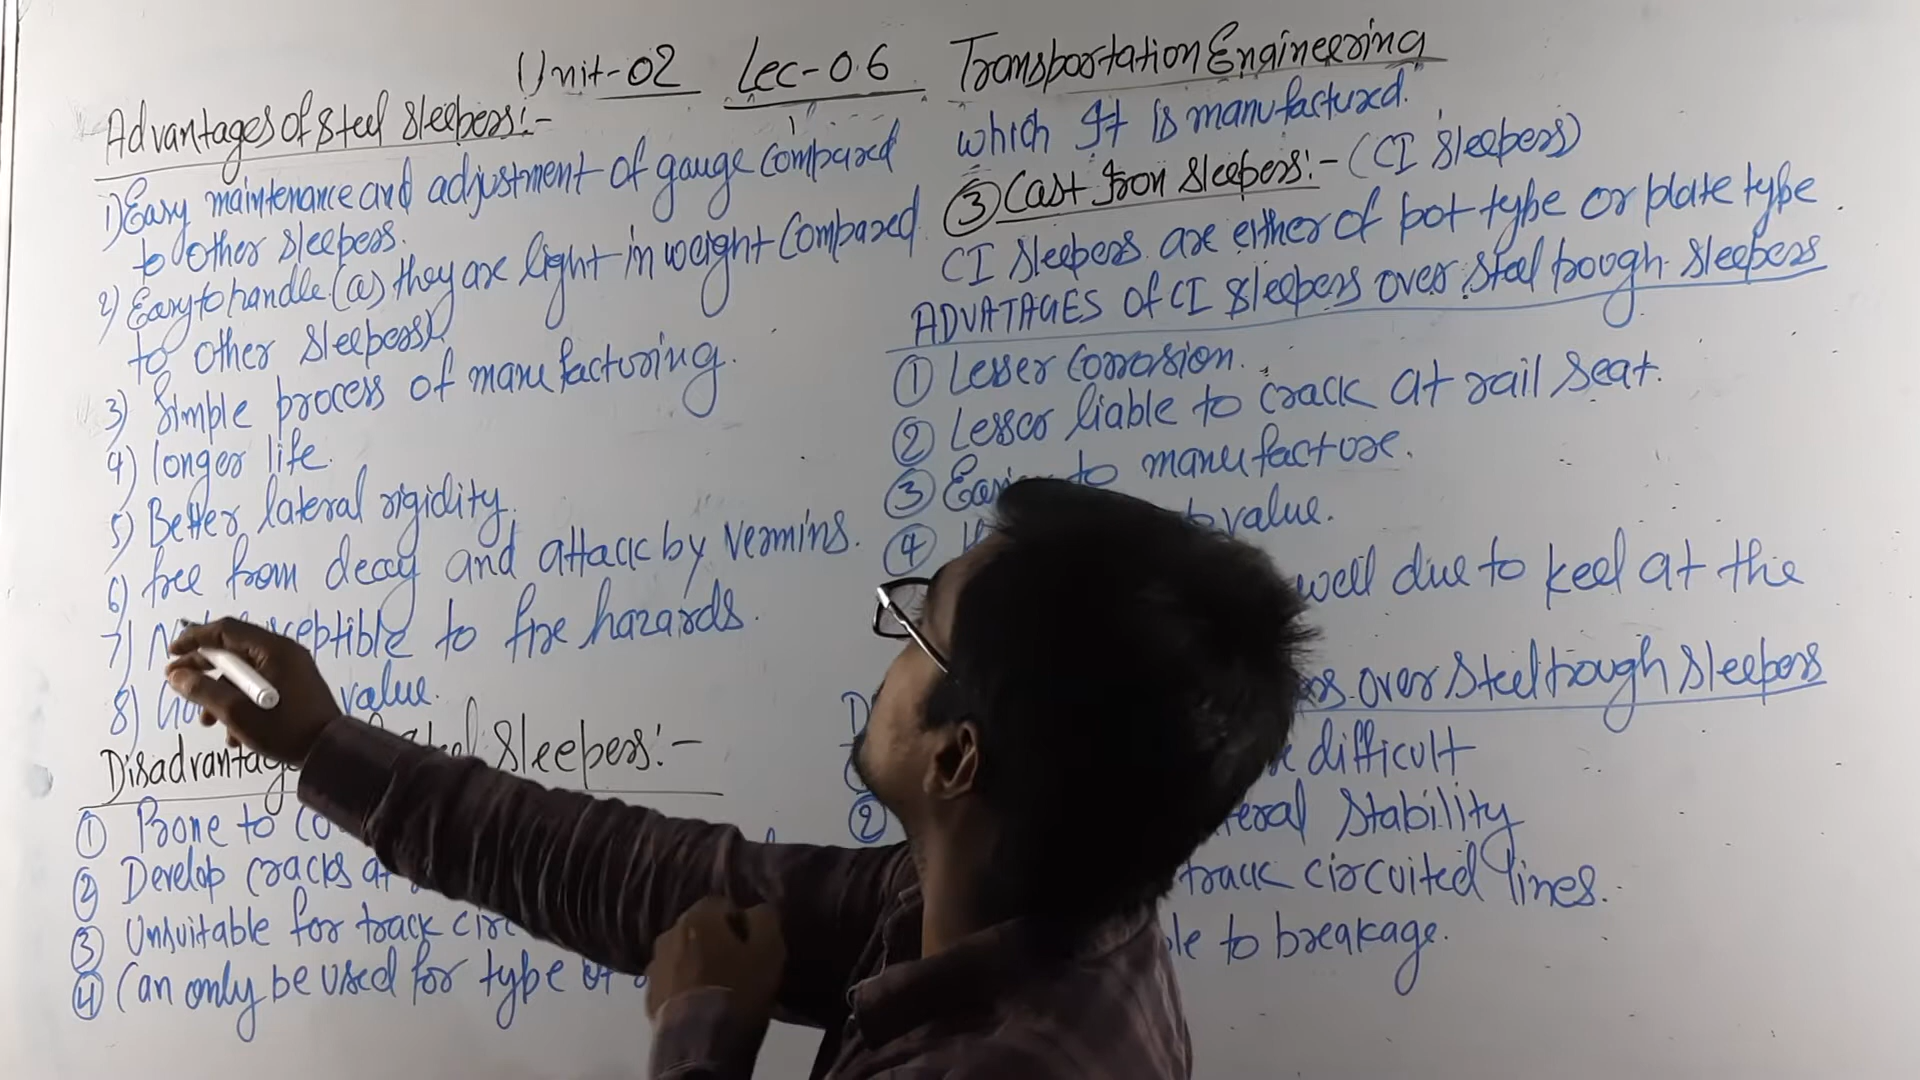 Unit-02 Lec-06 Transportation Engineering
Advantages of steel sleepers:-
1) Easy maintenance and adjustment of gauge compared
to other sleepers.
2) Easy to handle (as they are light in weight compared
to other sleepers)
3) Simple process of manufacturing.
4) longer life.
5) Better lateral rigidity.
6) free from decay and attack by vermins.
7) to fire hazards.
8) value.
Sleepers:-
① Prone to
② Develop cracks at
③ Unsuitable for track
④ Can only be used for type of
which It is manufactured.
③ Cast Iron sleepers:- (CI sleepers)
CI sleepers are either of pot type or plate type.
ADVATAGES of CI sleepers over steel trough sleepers
① Lesser Corrosion.
② Lesser liable to crack at rail seat.
③ to manufacture.
④ value.
well due to keel at the
over steel trough sleepers
difficult
② Stability
track circuited lines.
to breakage.